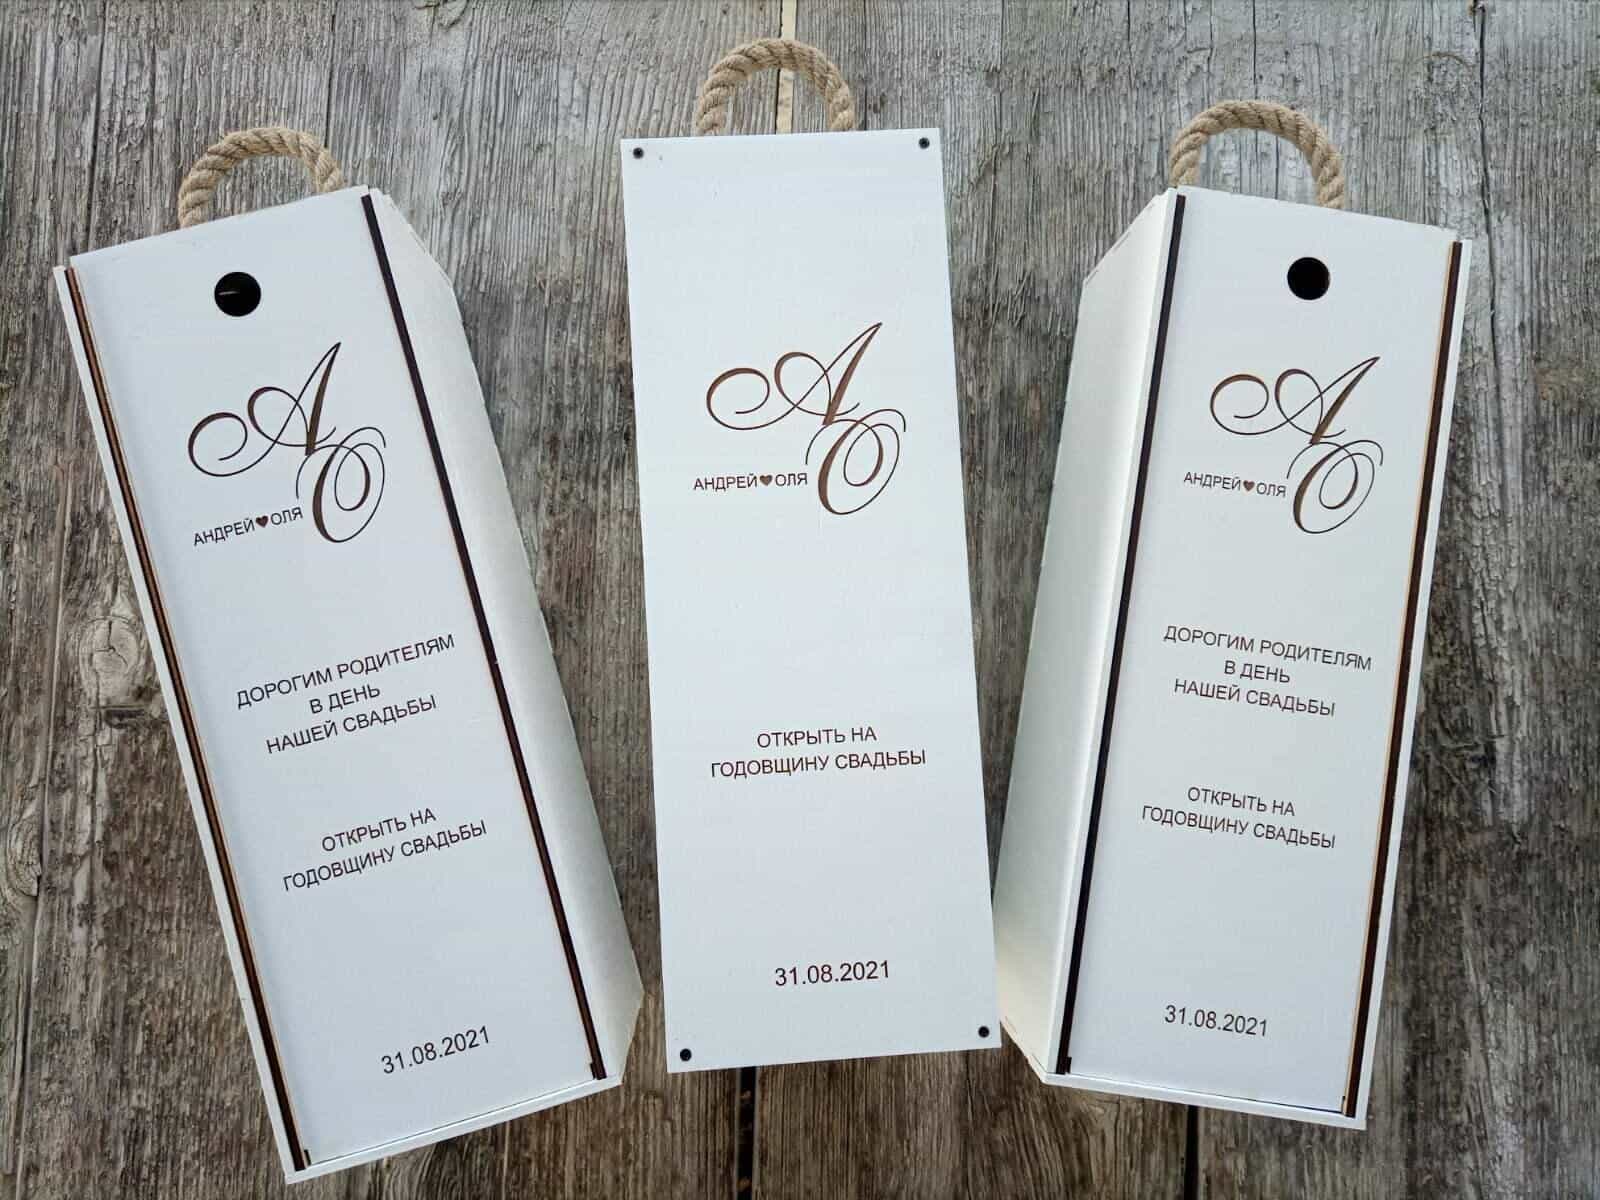 АО
АНДРЕЙ♥ОЛЯ
ДОРОГИМ РОДИТЕЛЯМ
В ДЕНЬ
НАШЕЙ СВАДЬБЫ
ОТКРЫТЬ НА
ГОДОВЩИНУ СВАДЬБЫ
31.08.2021
АО
АНДРЕЙ♥ОЛЯ
ОТКРЫТЬ НА
ГОДОВЩИНУ СВАДЬБЫ
31.08.2021
АО
АНДРЕЙ♥ОЛЯ
ДОРОГИМ РОДИТЕЛЯМ
В ДЕНЬ
НАШЕЙ СВАДЬБЫ
ОТКРЫТЬ НА
ГОДОВЩИНУ СВАДЬБЫ
31.08.2021